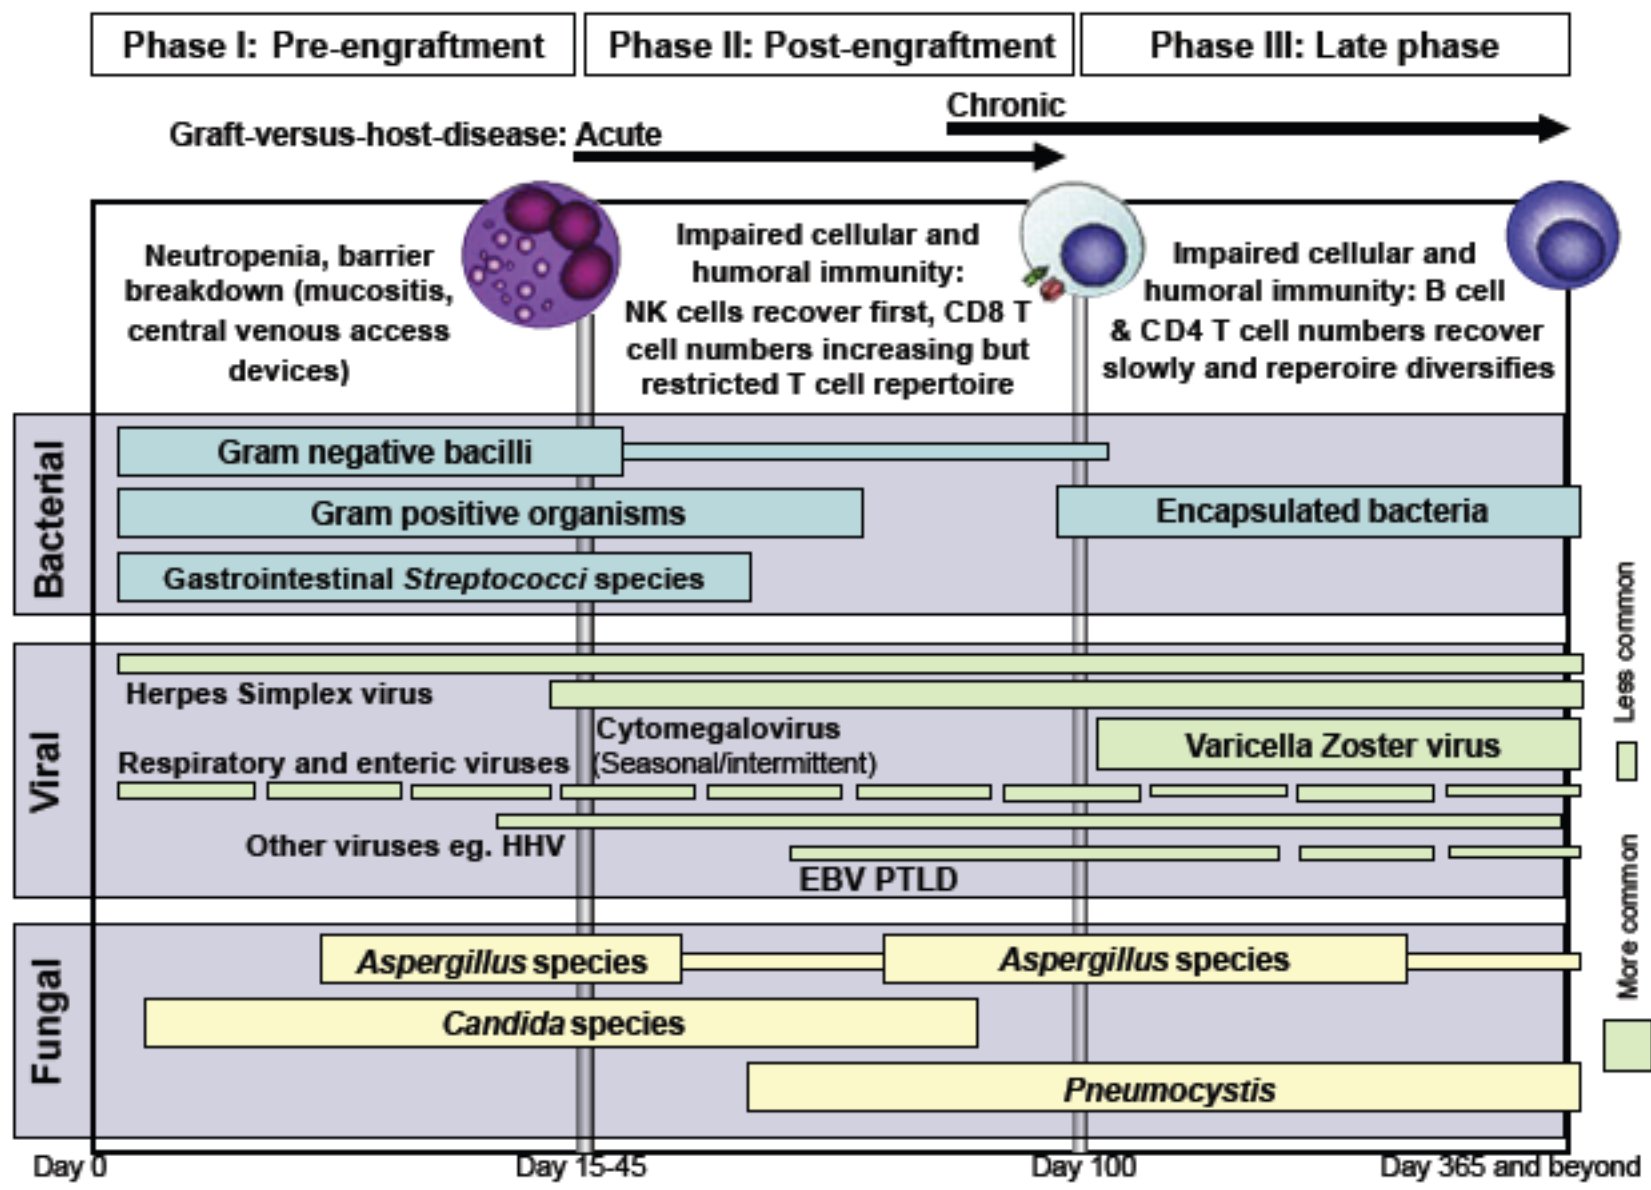 Phase I: Pre-engraftment
Phase II: Post-engraftment
Phase III: Late phase
Chronic
Graft-versus-host-disease: Acute
Neutropenia, barrier
breakdown (mucositis,
central venous access
devices)
Impaired cellular and
humoral immunity:
NK cells recover first, CD8 T
cell numbers increasing but
restricted T cell repertoire
Impaired cellular and
humoral immunity: B cell
& CD4 T cell numbers recover
slowly and reperoire diversifies
Bacterial
Gram negative bacilli
Gram positive organisms
Encapsulated bacteria
Gastrointestinal Streptococci species
Viral
Herpes Simplex virus
Cytomegalovirus
Varicella Zoster virus
Respiratory and enteric viruses (Seasonal/intermittent)
Other viruses eg. HHV
EBV PTLD
Fungal
Aspergillus species
Aspergillus species
Candida species
Pneumocystis
Less common
More common
Day 0
Day 15-45
Day 100
Day 365 and beyond